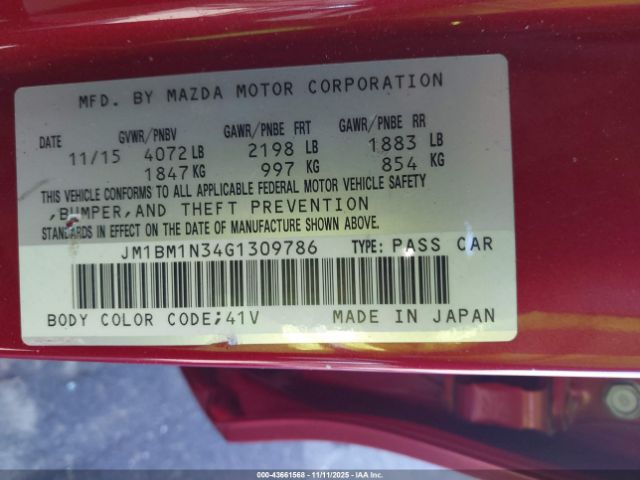 MFD. BY MAZDA MOTOR CORPORATION
DATE GVWR/PNBV GAWR/PNBE FRT GAWR/PNBE RR
11/15 4072 LB 2198 LB 1883 LB
1847 KG 997 KG 854 KG
THIS VEHICLE CONFORMS TO ALL APPLICABLE FEDERAL MOTOR VEHICLE SAFETY
,BUMPER,AND THEFT PREVENTION
STANDARDS IN EFFECT ON THE DATE OF MANUFACTURE SHOWN ABOVE.
JM1BM1N34G1309786 TYPE: PASS CAR
BODY COLOR CODE;41V MADE IN JAPAN
00-43661568 - 11/11/2025 - IAA Inc.